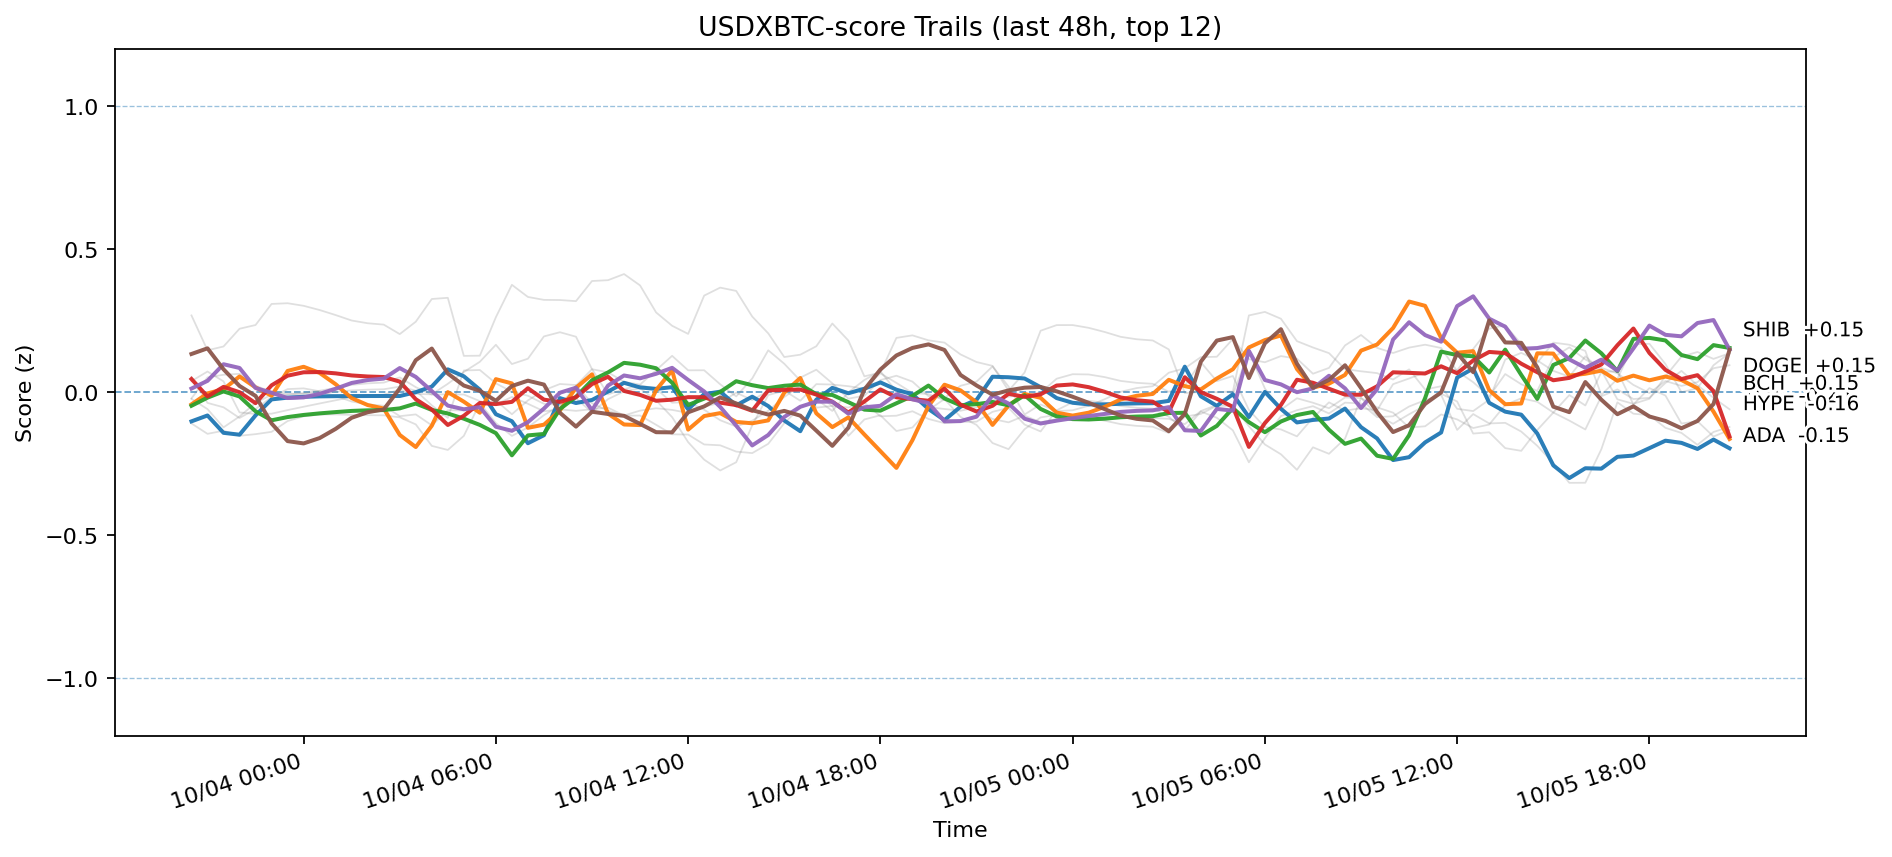 USDXBTC-score Trails (last 48h, top 12)
Score (z)
1.0
0.5
0.0
−0.5
−1.0
SHIB +0.15
DOGE +0.15
BCH +0.15
HYPE -0.16
ADA -0.15
10/04 00:00
10/04 06:00
10/04 12:00
10/04 18:00
10/05 00:00
10/05 06:00
10/05 12:00
10/05 18:00
Time